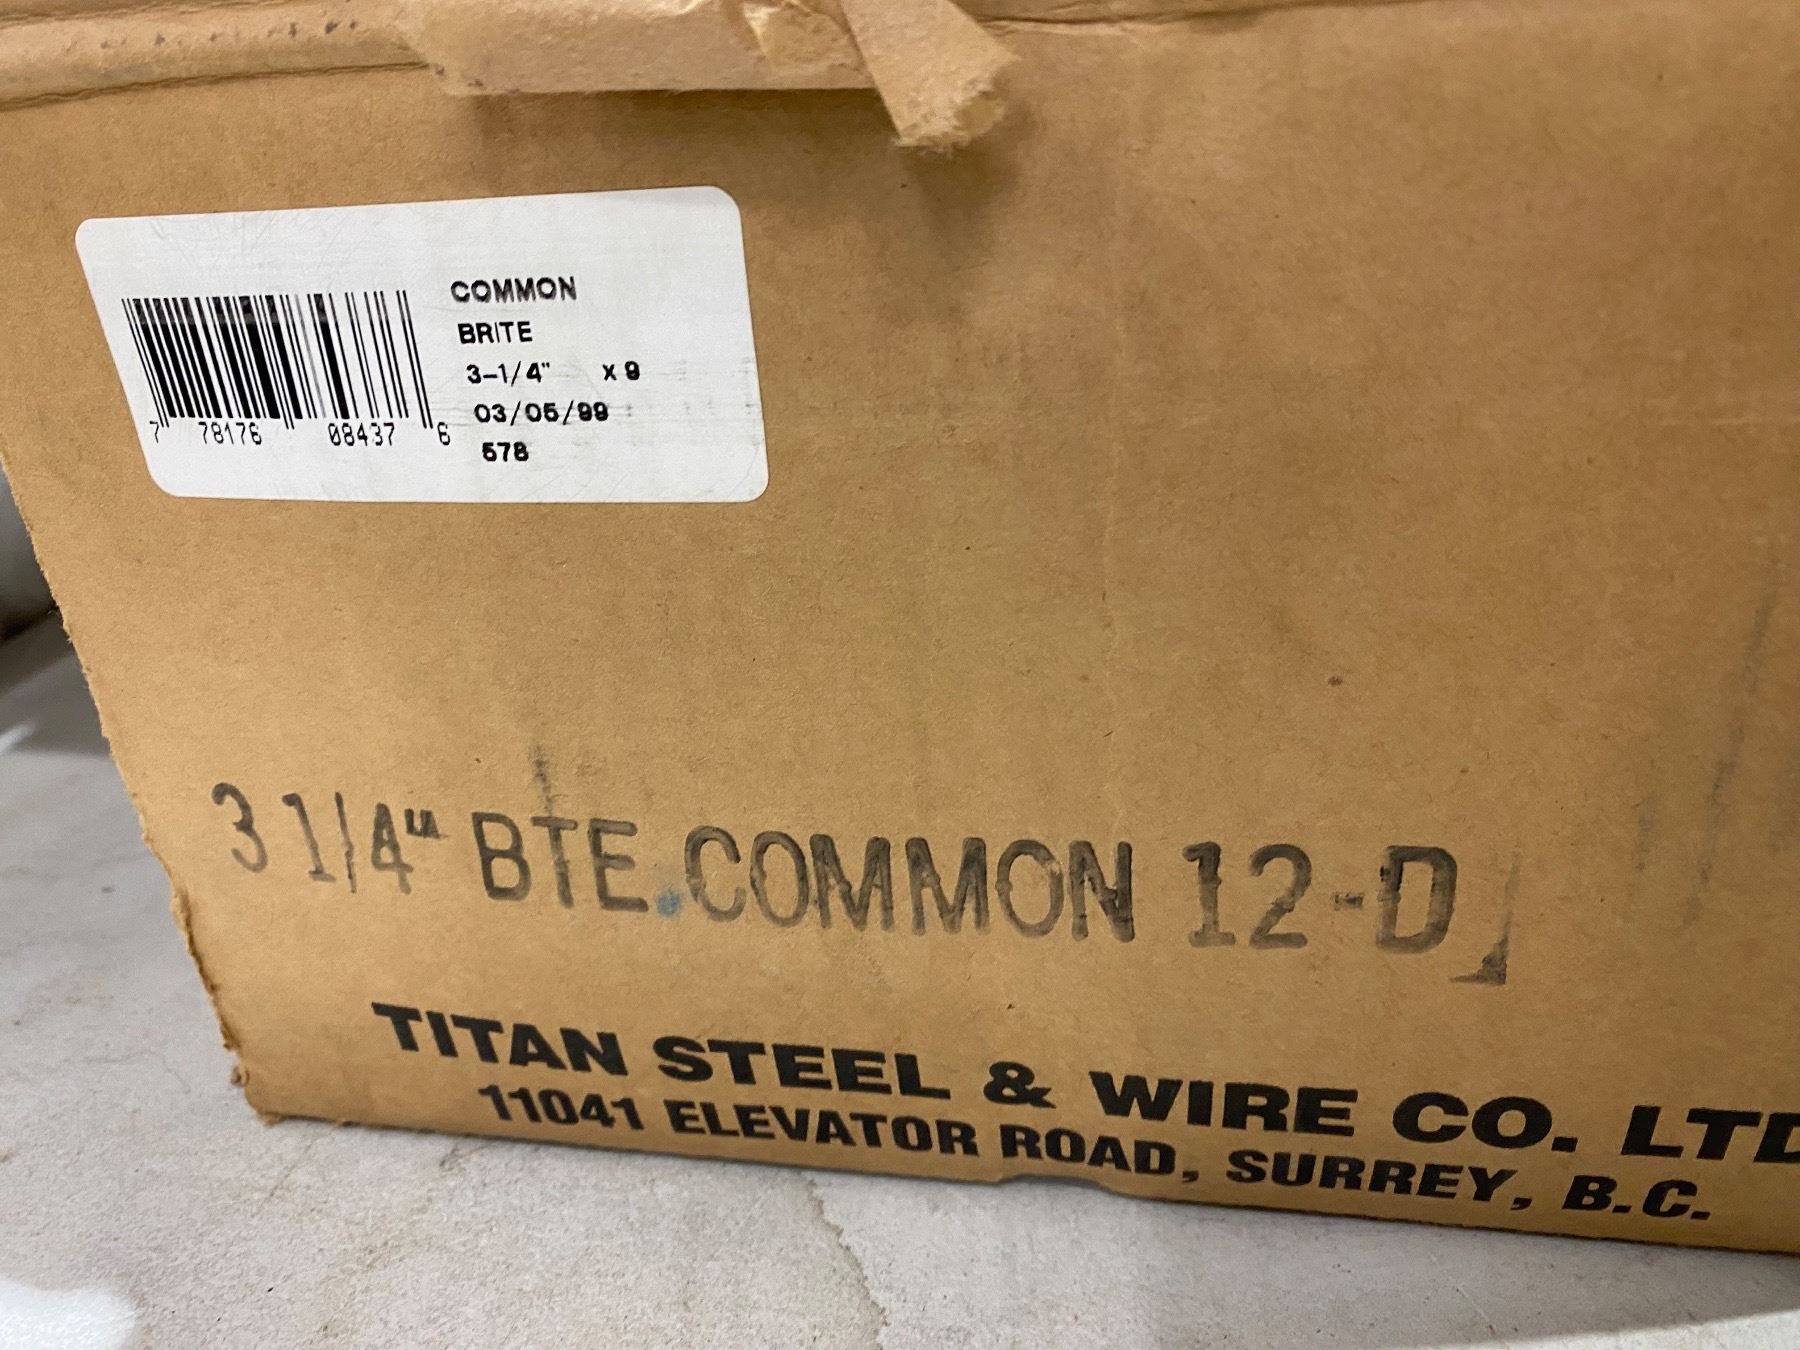 COMMON
BRITE
3-1/4" x 9
03/05/99
578
7 78176 08437 6
3 1/4" BTE. COMMON 12-D
TITAN STEEL & WIRE CO. LTD
11041 ELEVATOR ROAD, SURREY, B.C.